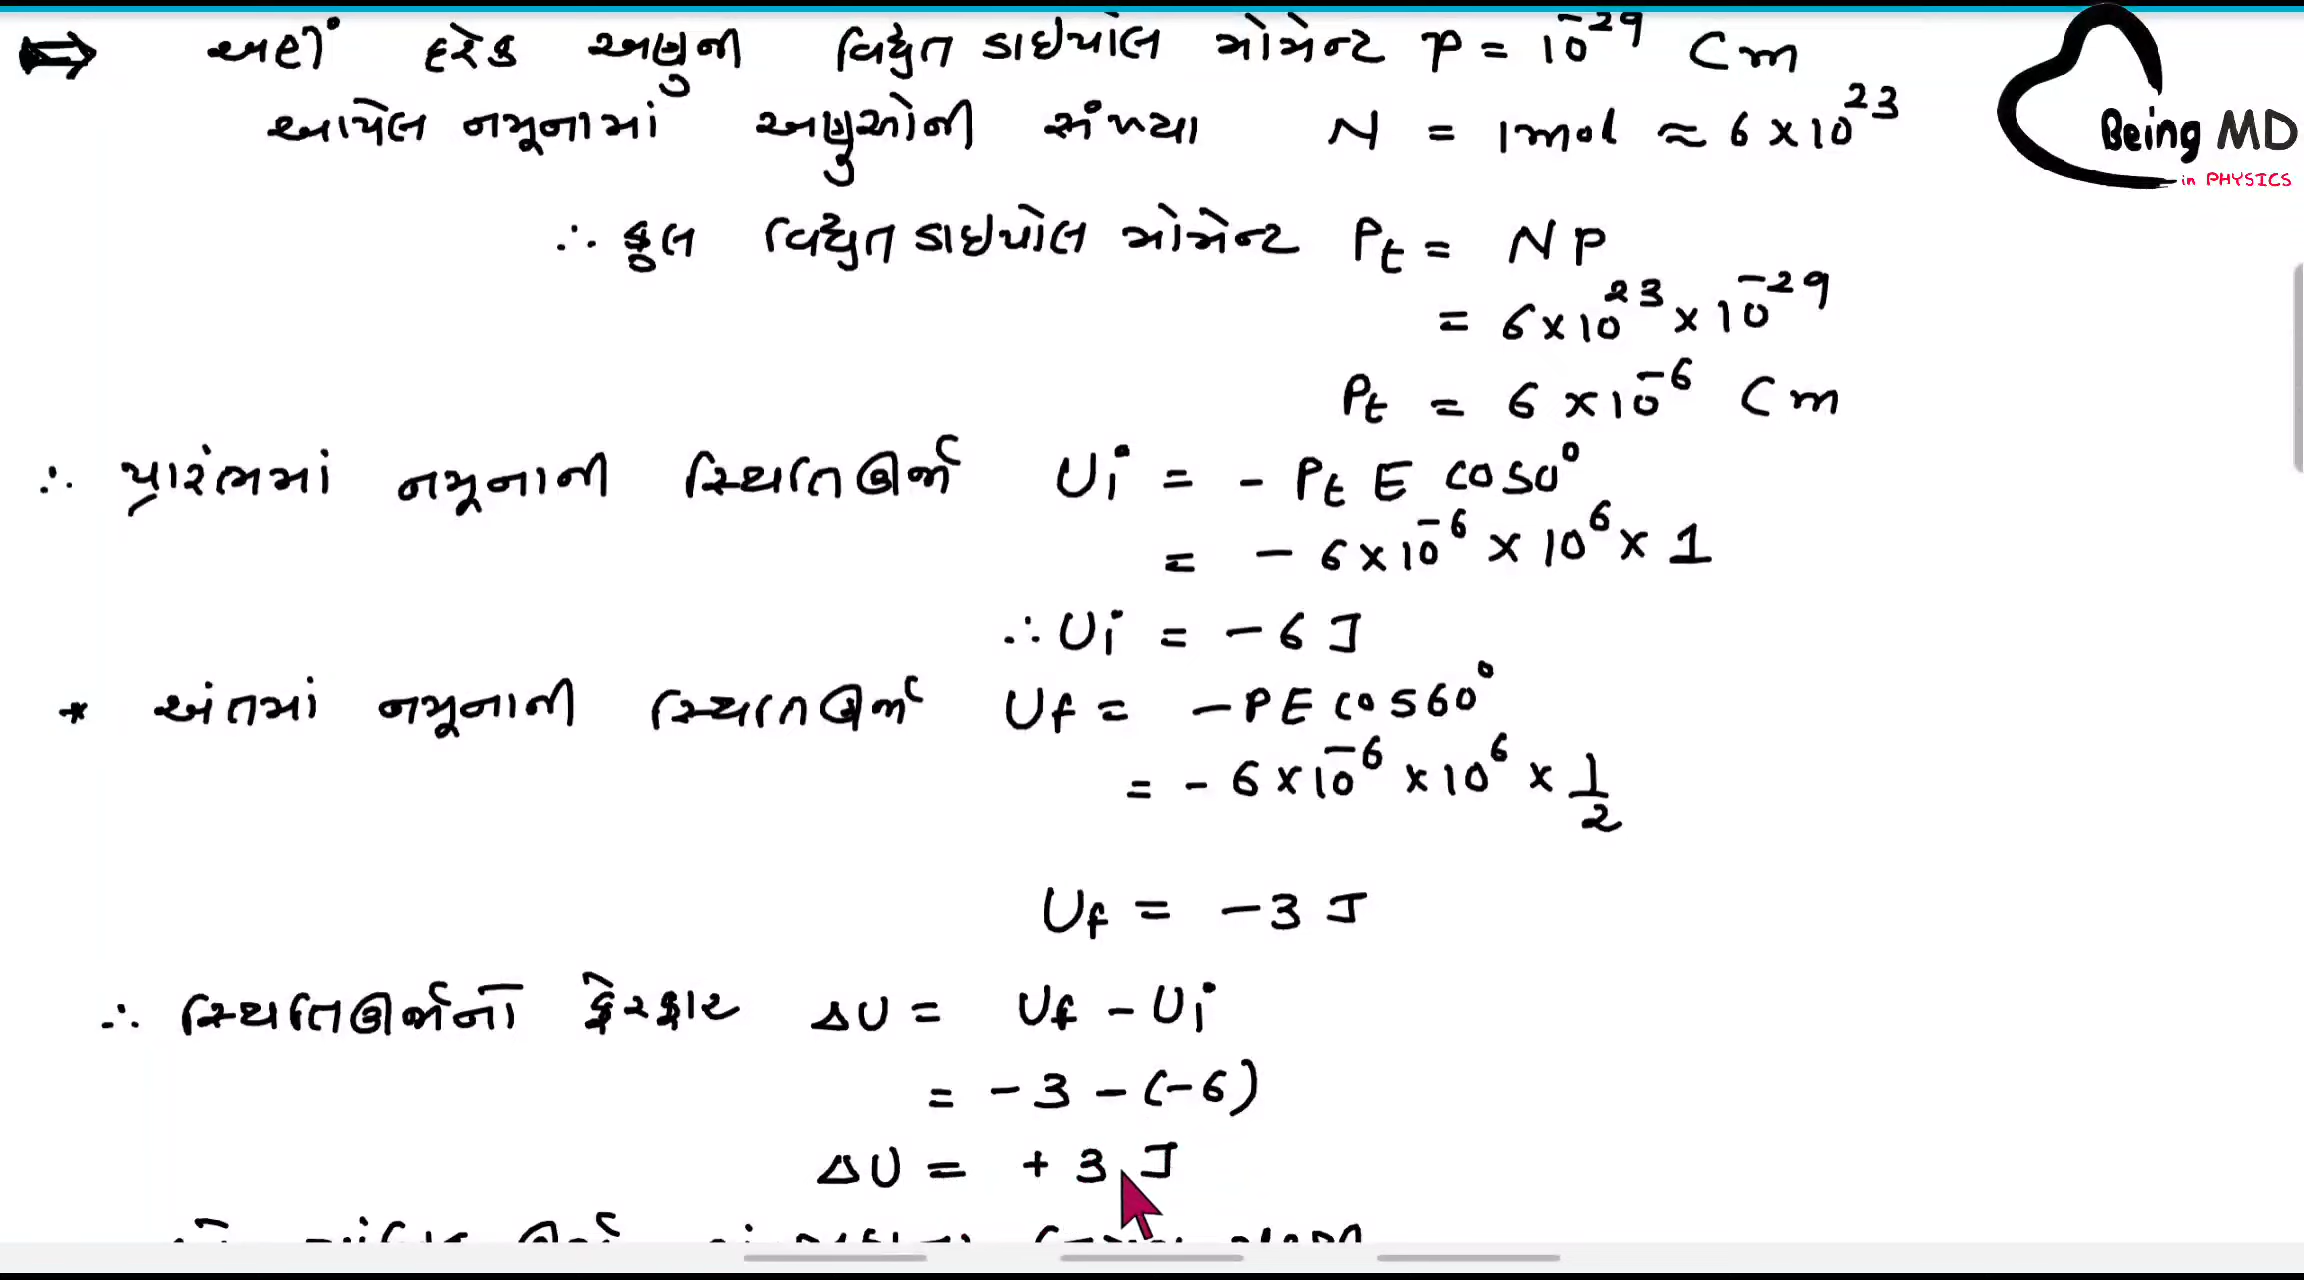 ⇒ અહીં દરેક અણુની વિદ્યુત ડાઇપોલ મોમેન્ટ p = 10⁻²⁹ Cm
આપેલ નમૂનામાં અણુઓની સંખ્યા N = 1mol ≈ 6 × 10²³
Being MD
in PHYSICS
∴ કુલ વિદ્યુત ડાઇપોલ મોમેન્ટ Pt = NP
= 6 × 10²³ × 10⁻²⁹
Pt = 6 × 10⁻⁶ Cm
∴ પ્રારંભમાં નમૂનાની સ્થિતિઊર્જા Ui = - Pt E cos0°
= - 6 × 10⁻⁶ × 10⁶ × 1
∴ Ui = - 6 J
* અંતમાં નમૂનાની સ્થિતિઊર્જા Uf = - PE cos60°
= - 6 × 10⁻⁶ × 10⁶ × 1/2
Uf = - 3 J
∴ સ્થિતિઊર્જાનો ફેરફાર ΔU = Uf - Ui
= - 3 - (-6)
ΔU = + 3 J